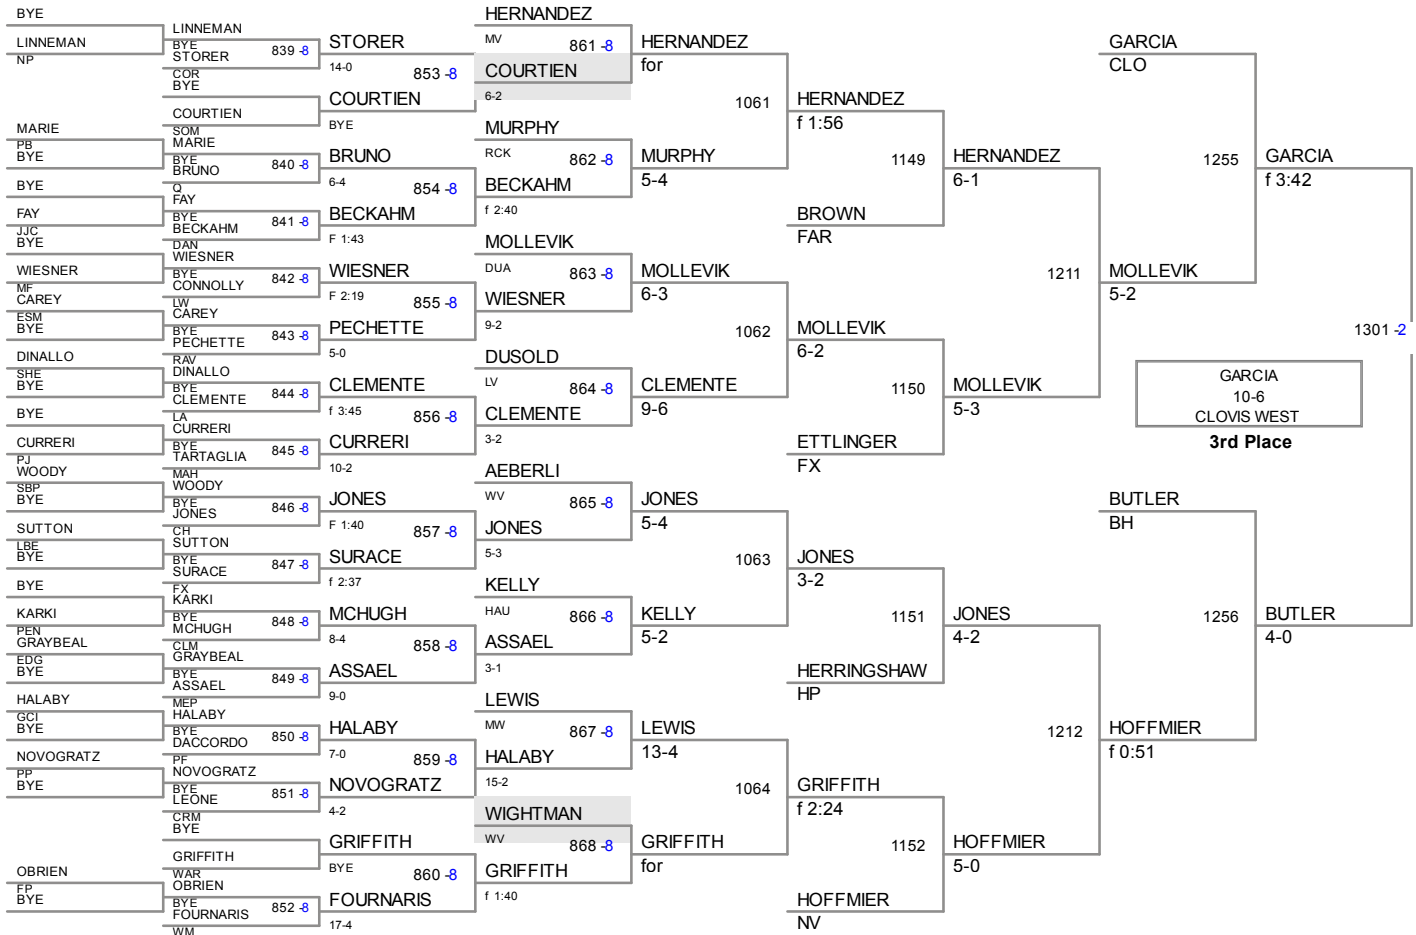 BYE
LINNEMAN
NP
MARIE
PB
BYE
BYE
FAY
JJC
BYE
WIESNER
MF
CAREY
ESM
BYE
DINALLO
SHE
BYE
BYE
CURRERI
PJ
WOODY
SBP
BYE
SUTTON
LBE
BYE
BYE
KARKI
PEN
GRAYBEAL
EDG
BYE
HALABY
GCI
BYE
NOVOGRATZ
PP
BYE
OBRIEN
FP
BYE
LINNEMAN
BYE
839 -8
STORER
COR
BYE
COURTIEN
SOM
MARIE
BYE
840 -8
BRUNO
Q
FAY
BYE
841 -8
BECKAHM
DAN
WIESNER
BYE
842 -8
CONNOLLY
LW
CAREY
BYE
843 -8
PECHETTE
RAV
DINALLO
BYE
844 -8
CLEMENTE
LA
CURRERI
BYE
845 -8
TARTAGLIA
MAH
WOODY
BYE
846 -8
JONES
CH
SUTTON
BYE
847 -8
SURACE
FX
KARKI
BYE
848 -8
MCHUGH
CLM
GRAYBEAL
BYE
849 -8
ASSAEL
MEP
HALABY
BYE
850 -8
DACCORDO
PF
NOVOGRATZ
BYE
851 -8
LEONE
CRM
BYE
GRIFFITH
WAR
OBRIEN
BYE
852 -8
FOURNARIS
WM
STORER
14-0
853 -8
COURTIEN
BYE
BRUNO
6-4
854 -8
BECKAHM
F 1:43
WIESNER
F 2:19
855 -8
PECHETTE
5-0
CLEMENTE
f 3:45
856 -8
CURRERI
10-2
JONES
F 1:40
857 -8
SURACE
f 2:37
MCHUGH
8-4
858 -8
ASSAEL
9-0
HALABY
7-0
859 -8
NOVOGRATZ
4-2
GRIFFITH
BYE
860 -8
FOURNARIS
17-4
HERNANDEZ
MV
861 -8
COURTIEN
6-2
MURPHY
RCK
862 -8
BECKAHM
f 2:40
MOLLEVIK
DUA
863 -8
WIESNER
9-2
DUSOLD
LV
864 -8
CLEMENTE
3-2
AEBERLI
WV
865 -8
JONES
5-3
KELLY
HAU
866 -8
ASSAEL
3-1
LEWIS
MW
867 -8
HALABY
15-2
WIGHTMAN
WV
868 -8
GRIFFITH
f 1:40
HERNANDEZ
for
1061
MURPHY
5-4
MOLLEVIK
6-3
1062
CLEMENTE
9-6
JONES
5-4
1063
KELLY
5-2
LEWIS
13-4
1064
GRIFFITH
for
HERNANDEZ
f 1:56
1149
BROWN
FAR
MOLLEVIK
6-2
1150
ETTLINGER
FX
JONES
3-2
1151
HERRINGSHAW
HP
GRIFFITH
f 2:24
1152
HOFFMIER
NV
HERNANDEZ
6-1
1211
MOLLEVIK
5-3
JONES
4-2
1212
HOFFMIER
5-0
GARCIA
CLO
1255
MOLLEVIK
5-2
BUTLER
BH
1256
HOFFMIER
f 0:51
GARCIA
f 3:42
1301 -2
BUTLER
4-0
GARCIA
10-6
CLOVIS WEST
3rd Place